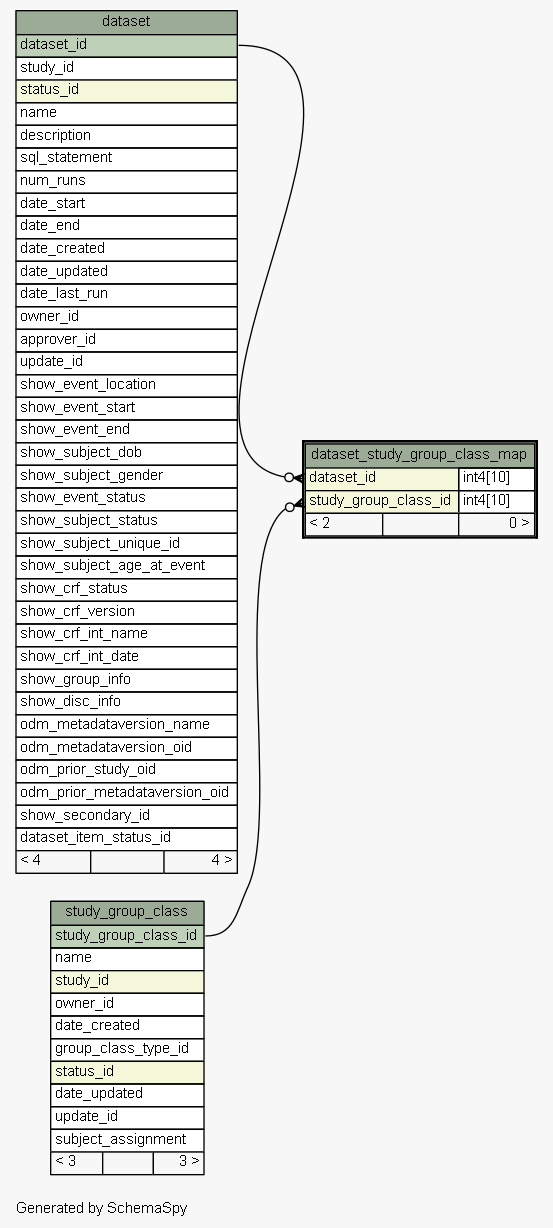 dataset
dataset_id
study_id
status_id
name
description
sql_statement
num_runs
date_start
date_end
date_created
date_updated
date_last_run
owner_id
approver_id
update_id
show_event_location
show_event_start
show_event_end
show_subject_dob
show_subject_gender
show_event_status
show_subject_status
show_subject_unique_id
show_subject_age_at_event
show_crf_status
show_crf_version
show_crf_int_name
show_crf_int_date
show_group_info
show_disc_info
odm_metadataversion_name
odm_metadataversion_oid
odm_prior_study_oid
odm_prior_metadataversion_oid
show_secondary_id
dataset_item_status_id
< 4 4 >
dataset_study_group_class_map
dataset_id int4[10]
study_group_class_id int4[10]
< 2 0 >
study_group_class
study_group_class_id
name
study_id
owner_id
date_created
group_class_type_id
status_id
date_updated
update_id
subject_assignment
< 3 3 >
Generated by SchemaSpy